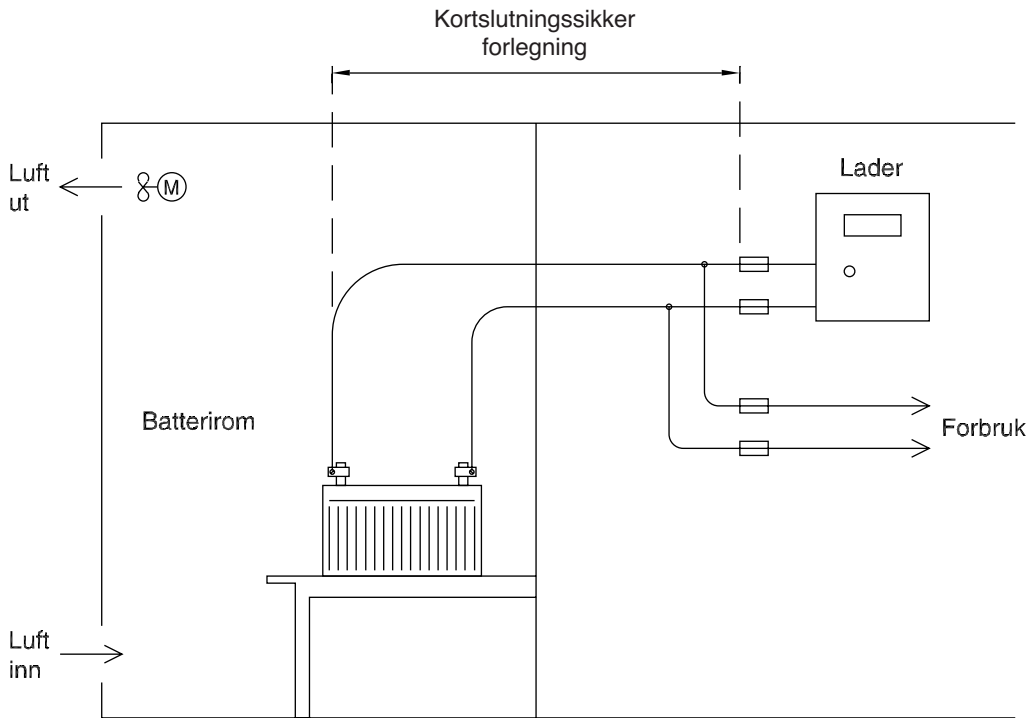 Kortslutningssikker
forlegning
Luft
ut
M
Lader
Batterirom
Forbruk
Luft
inn